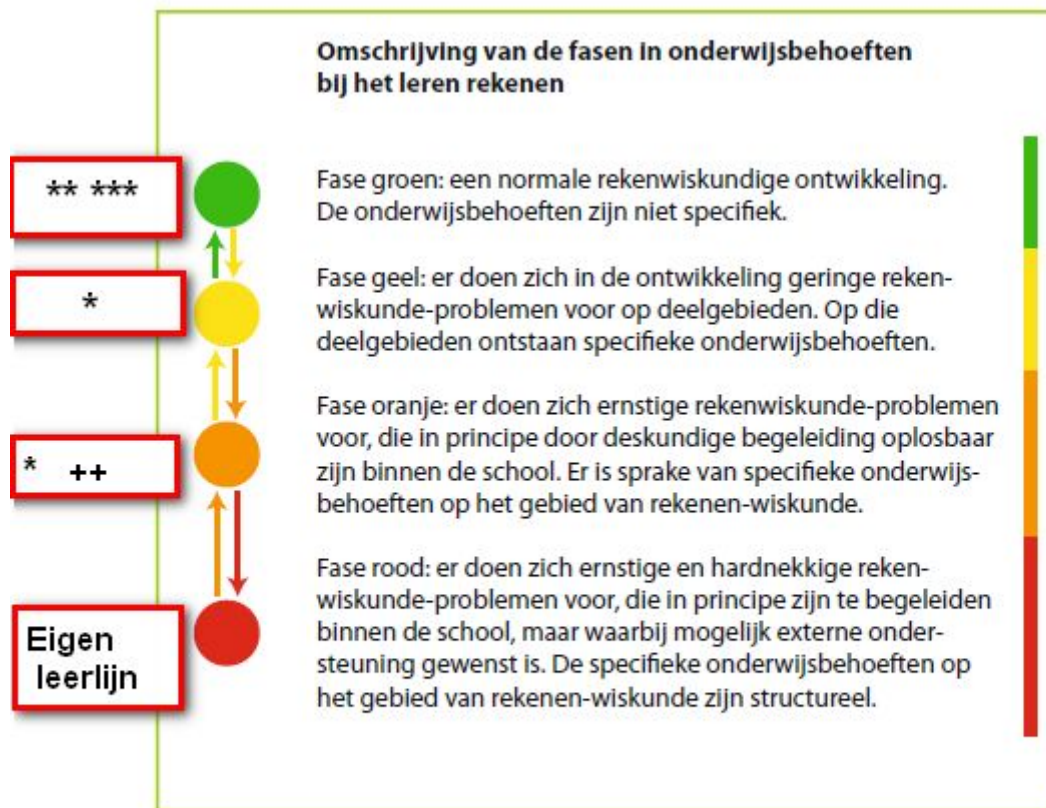 Omschrijving van de fasen in onderwijsbehoeften
bij het leren rekenen
** ***
Fase groen: een normale rekenwiskundige ontwikkeling.
De onderwijsbehoeften zijn niet specifiek.
*
Fase geel: er doen zich in de ontwikkeling geringe reken-
wiskunde-problemen voor op deelgebieden. Op die
deelgebieden ontstaan specifieke onderwijsbehoeften.
* ++
Fase oranje: er doen zich ernstige rekenwiskunde-problemen
voor, die in principe door deskundige begeleiding oplosbaar
zijn binnen de school. Er is sprake van specifieke onderwijs-
behoeften op het gebied van rekenen-wiskunde.
Eigen
leerlijn
Fase rood: er doen zich ernstige en hardnekkige reken-
wiskunde-problemen voor, die in principe zijn te begeleiden
binnen de school, maar waarbij mogelijk externe onder-
steuning gewenst is. De specifieke onderwijsbehoeften op
het gebied van rekenen-wiskunde zijn structureel.